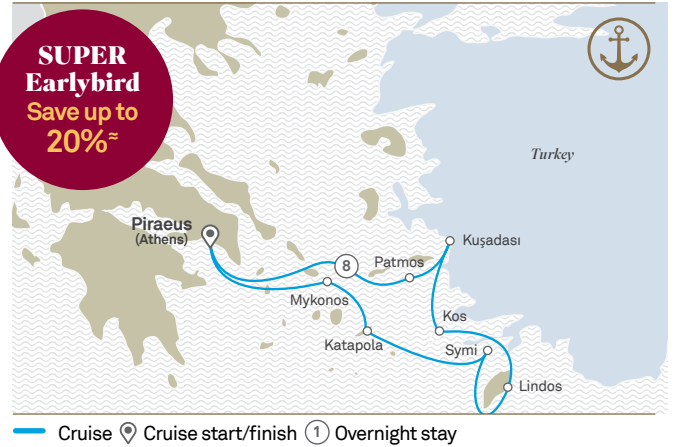 SUPER
Earlybird
Save up to
20%≈
Turkey
Piraeus
(Athens)
Kuşadası
8
Patmos
Mykonos
Kos
Katapola
Symi
Lindos
Cruise
Cruise start/finish
1
Overnight stay